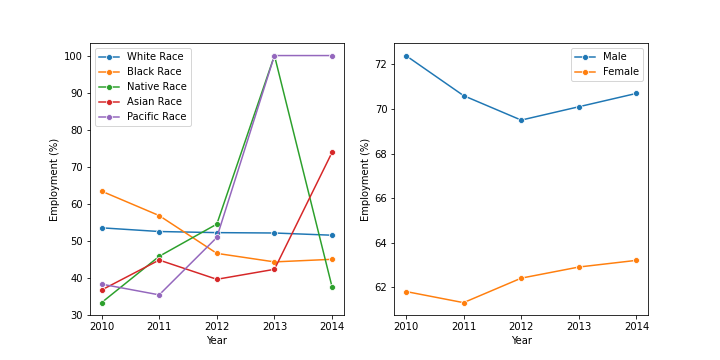 White Race
Black Race
Native Race
Asian Race
Pacific Race
Employment (%)
100
90
80
70
60
50
40
30
2010 2011 2012 2013 2014
Year
Male
Female
Employment (%)
72
70
68
66
64
62
2010 2011 2012 2013 2014
Year